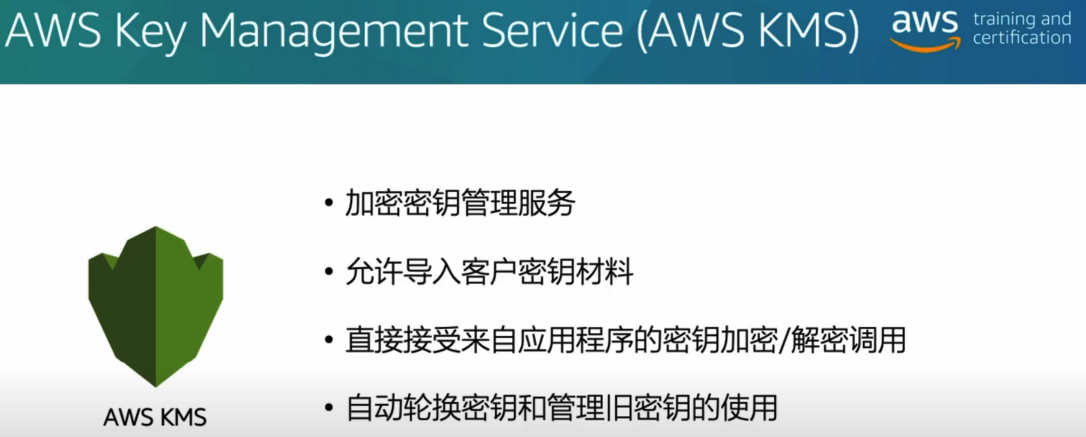 AWS Key Management Service (AWS KMS)
aws training and
certification
• 加密密钥管理服务
• 允许导入客户密钥材料
• 直接接受来自应用程序的密钥加密/解密调用
• 自动轮换密钥和管理旧密钥的使用
AWS KMS